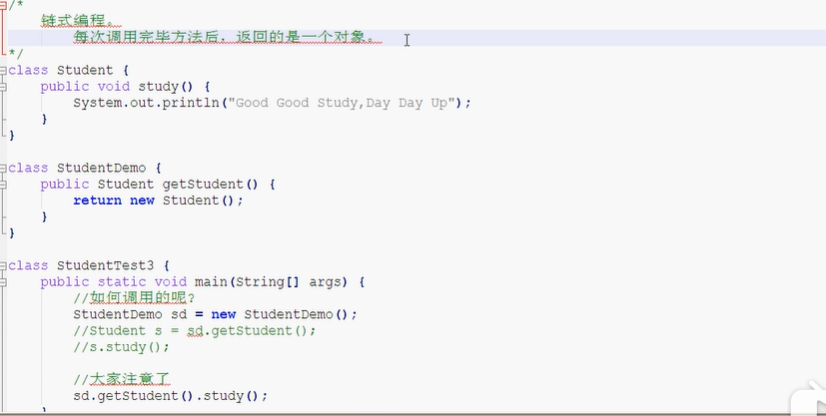 /*
链式编程。
每次调用完毕方法后，返回的是一个对象。
*/
class Student {
public void study() {
System.out.println("Good Good Study,Day Day Up");
}
}
class StudentDemo {
public Student getStudent() {
return new Student();
}
}
class StudentTest3 {
public static void main(String[] args) {
//如何调用的呢?
StudentDemo sd = new StudentDemo();
//Student s = sd.getStudent();
//s.study();
//大家注意了
sd.getStudent().study();
}